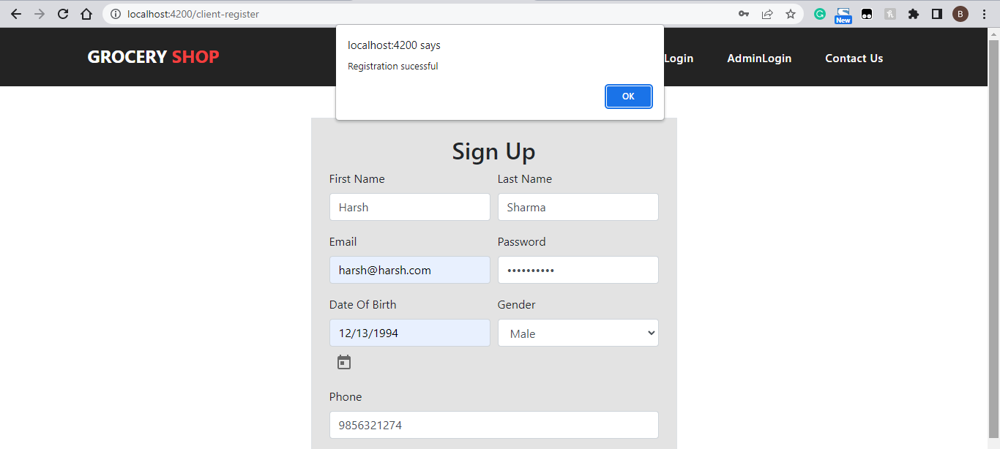 localhost:4200/client-register
New
B
localhost:4200 says
Registration sucessful
OK
GROCERY SHOP
Login AdminLogin Contact Us
Sign Up
First Name Last Name
Harsh Sharma
Email Password
harsh@harsh.com ••••••••••
Date Of Birth Gender
12/13/1994 Male
Phone
9856321274